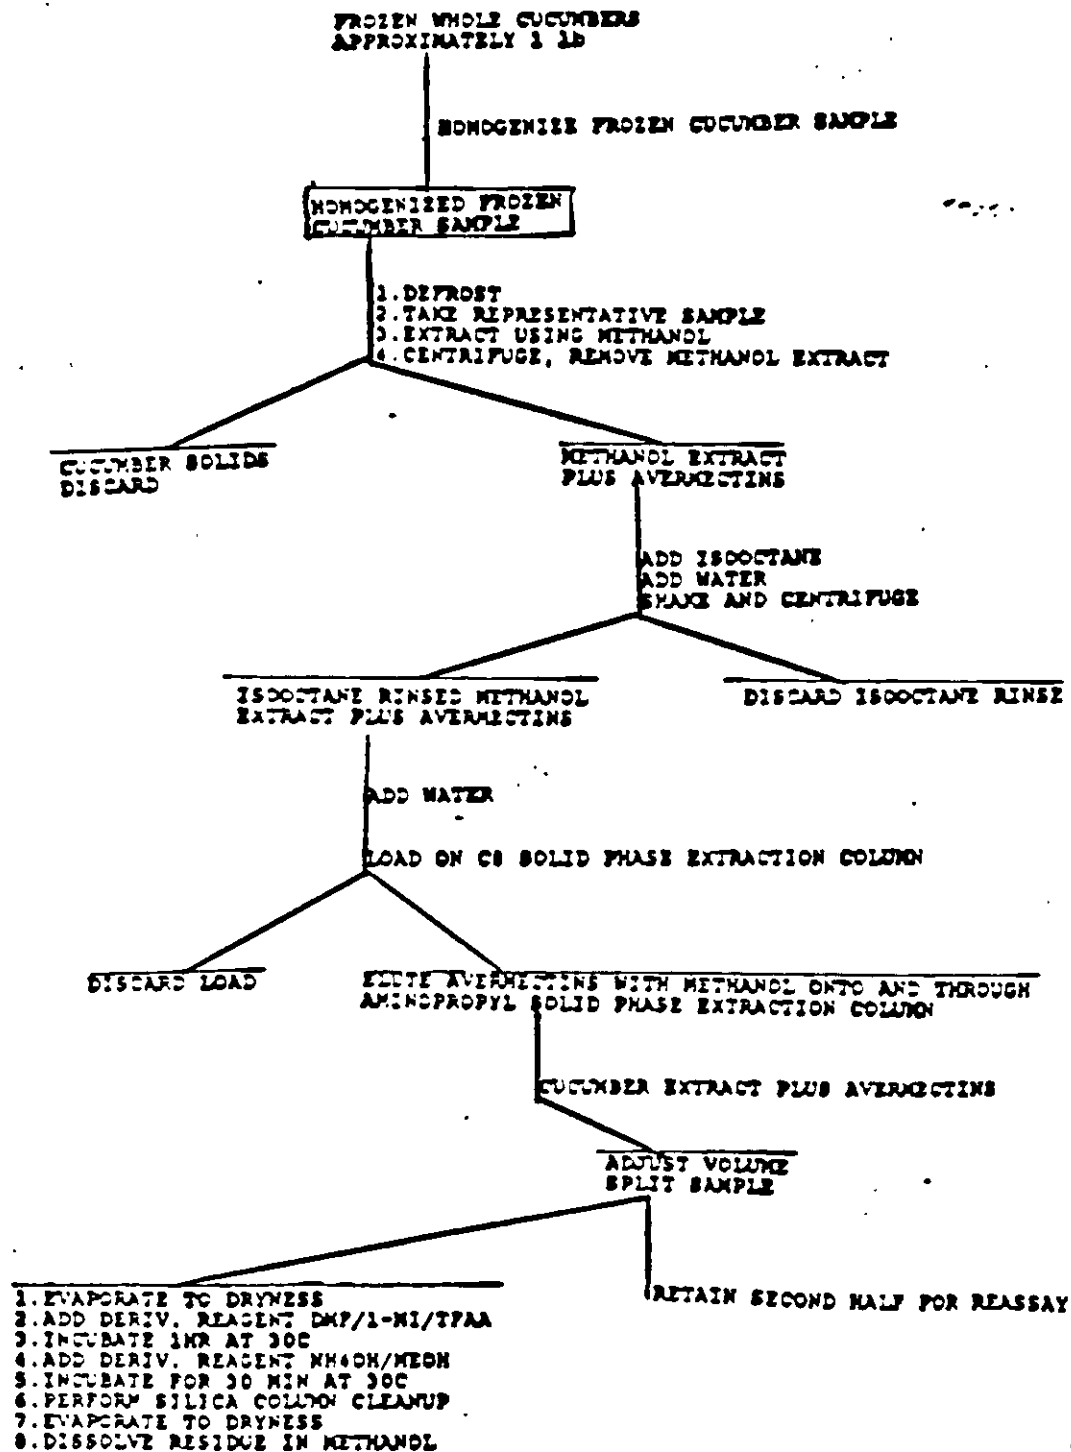 FROZEN WHOLE CUCUMBERS
APPROXIMATELY 1 lb
HOMOGENIZE FROZEN CUCUMBER SAMPLE
HOMOGENIZED FROZEN
CUCUMBER SAMPLE
1.DEFROST
2.TAKE REPRESENTATIVE SAMPLE
3.EXTRACT USING METHANOL
4.CENTRIFUGE, REMOVE METHANOL EXTRACT
CUCUMBER SOLIDS
DISCARD
METHANOL EXTRACT
PLUS AVERMECTINS
ADD ISOOCTANE
ADD WATER
SHAKE AND CENTRIFUGE
ISOOCTANE RINSED METHANOL
EXTRACT PLUS AVERMECTINS
DISCARD ISOOCTANE RINSE
ADD WATER
LOAD ON C8 SOLID PHASE EXTRACTION COLUMN
DISCARD LOAD
ELUTE AVERMECTINS WITH METHANOL ONTO AND THROUGH
AMINOPROPYL SOLID PHASE EXTRACTION COLUMN
CUCUMBER EXTRACT PLUS AVERMECTINS
ADJUST VOLUME
SPLIT SAMPLE
1.EVAPORATE TO DRYNESS
2.ADD DERIV. REAGENT DMF/1-MI/TFAA
3.INCUBATE 1HR AT 30C
4.ADD DERIV. REAGENT NH4OH/MEOH
5.INCUBATE FOR 30 MIN AT 30C
6.PERFORM SILICA COLUMN CLEANUP
7.EVAPORATE TO DRYNESS
8.DISSOLVE RESIDUE IN METHANOL
RETAIN SECOND HALF FOR REASSAY